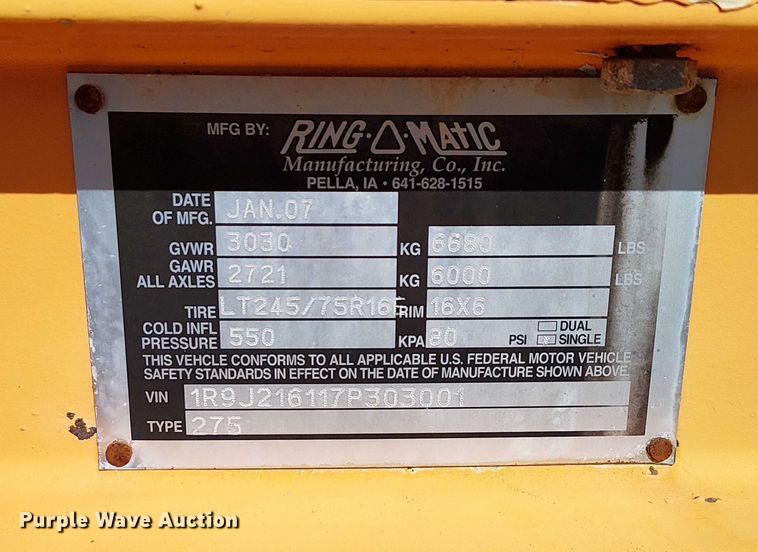 MFG BY: RING-O-MATIC
Manufacturing, Co., Inc.
PELLA, IA • 641-628-1515
DATE OF MFG. JAN.07
GVWR 3030 KG 6680 LBS
GAWR ALL AXLES 2721 KG 6000 LBS
TIRE LT245/75R16E RIM 16X6
COLD INFL PRESSURE 550 KPA 80 PSI DUAL SINGLE
THIS VEHCLE CONFORMS TO ALL APPLICABLE U.S. FEDERAL MOTOR VEHICLE
SAFETY STANDARDS IN EFFECT ON THE DATE OF MANUFACTURE SHOWN ABOVE.
VIN 1R9J216117P303001
TYPE 275
Purple Wave Auction